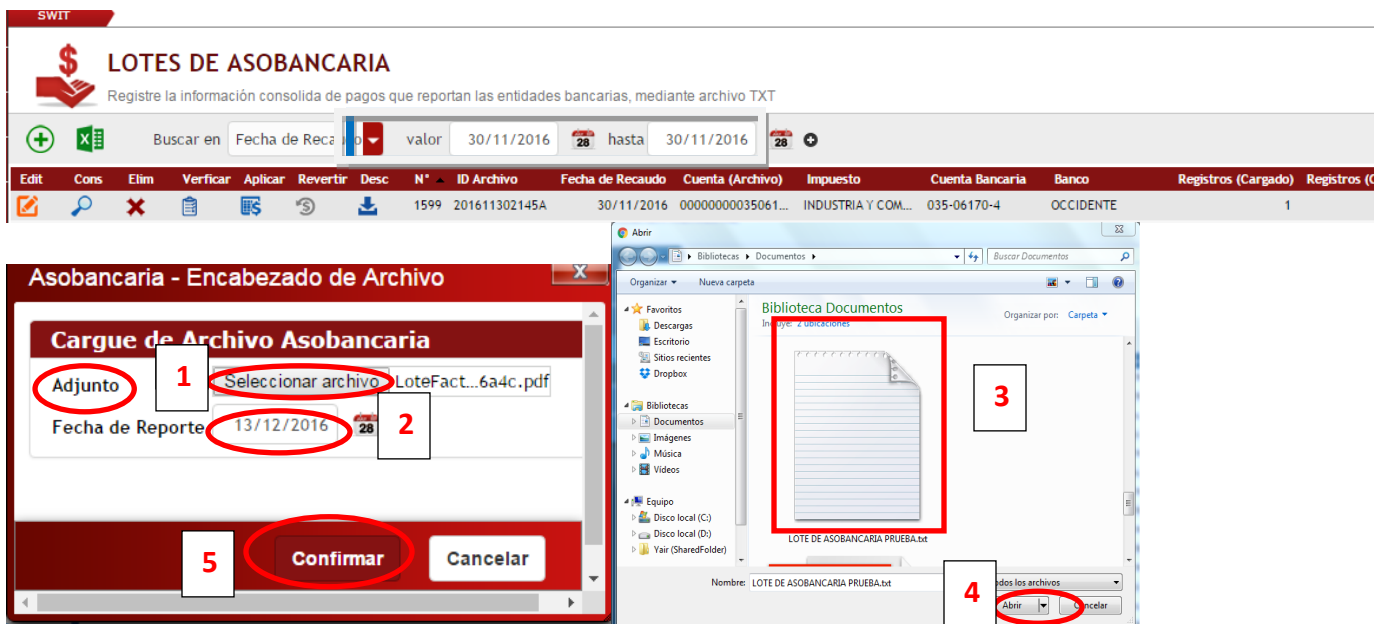 SWIT
LOTES DE ASOBANCARIA
Registre la información consolida de pagos que reportan las entidades bancarias, mediante archivo TXT
Buscar en Fecha de Recaudo valor 30/11/2016 28 hasta 30/11/2016 28
Edit Cons Elim Verficar Aplicar Revertir Desc N° ID Archivo Fecha de Recaudo Cuenta (Archivo) Impuesto Cuenta Bancaria Banco Registros (Cargado) Registros (C
1599 201611302145A 30/11/2016 00000000035061... INDUSTRIA Y COM... 035-06170-4 OCCIDENTE 1
Asobancaria - Encabezado de Archivo
X
Cargue de Archivo Asobancaria
Adjunto 1 Seleccionar archivo LoteFact...6a4c.pdf
Fecha de Reporte 13/12/2016 28 2
5 Confirmar Cancelar
Abrir
Bibliotecas Documentos Buscar Documentos
Organizar Nueva carpeta
Favoritos
Descargas
Escritorio
Sitios recientes
Dropbox
Bibliotecas
Documentos
Imágenes
Música
Vídeos
Equipo
Disco local (C:)
Disco local (D:)
Yair (SharedFolder)
Biblioteca Documentos
Incluye: 2 ubicaciones
Organizar por: Carpeta
3
LOTE DE ASOBANCARIA PRUEBA.txt
Nombre: LOTE DE ASOBANCARIA PRUEBA.txt odos los archivos
4 Abrir Cancelar